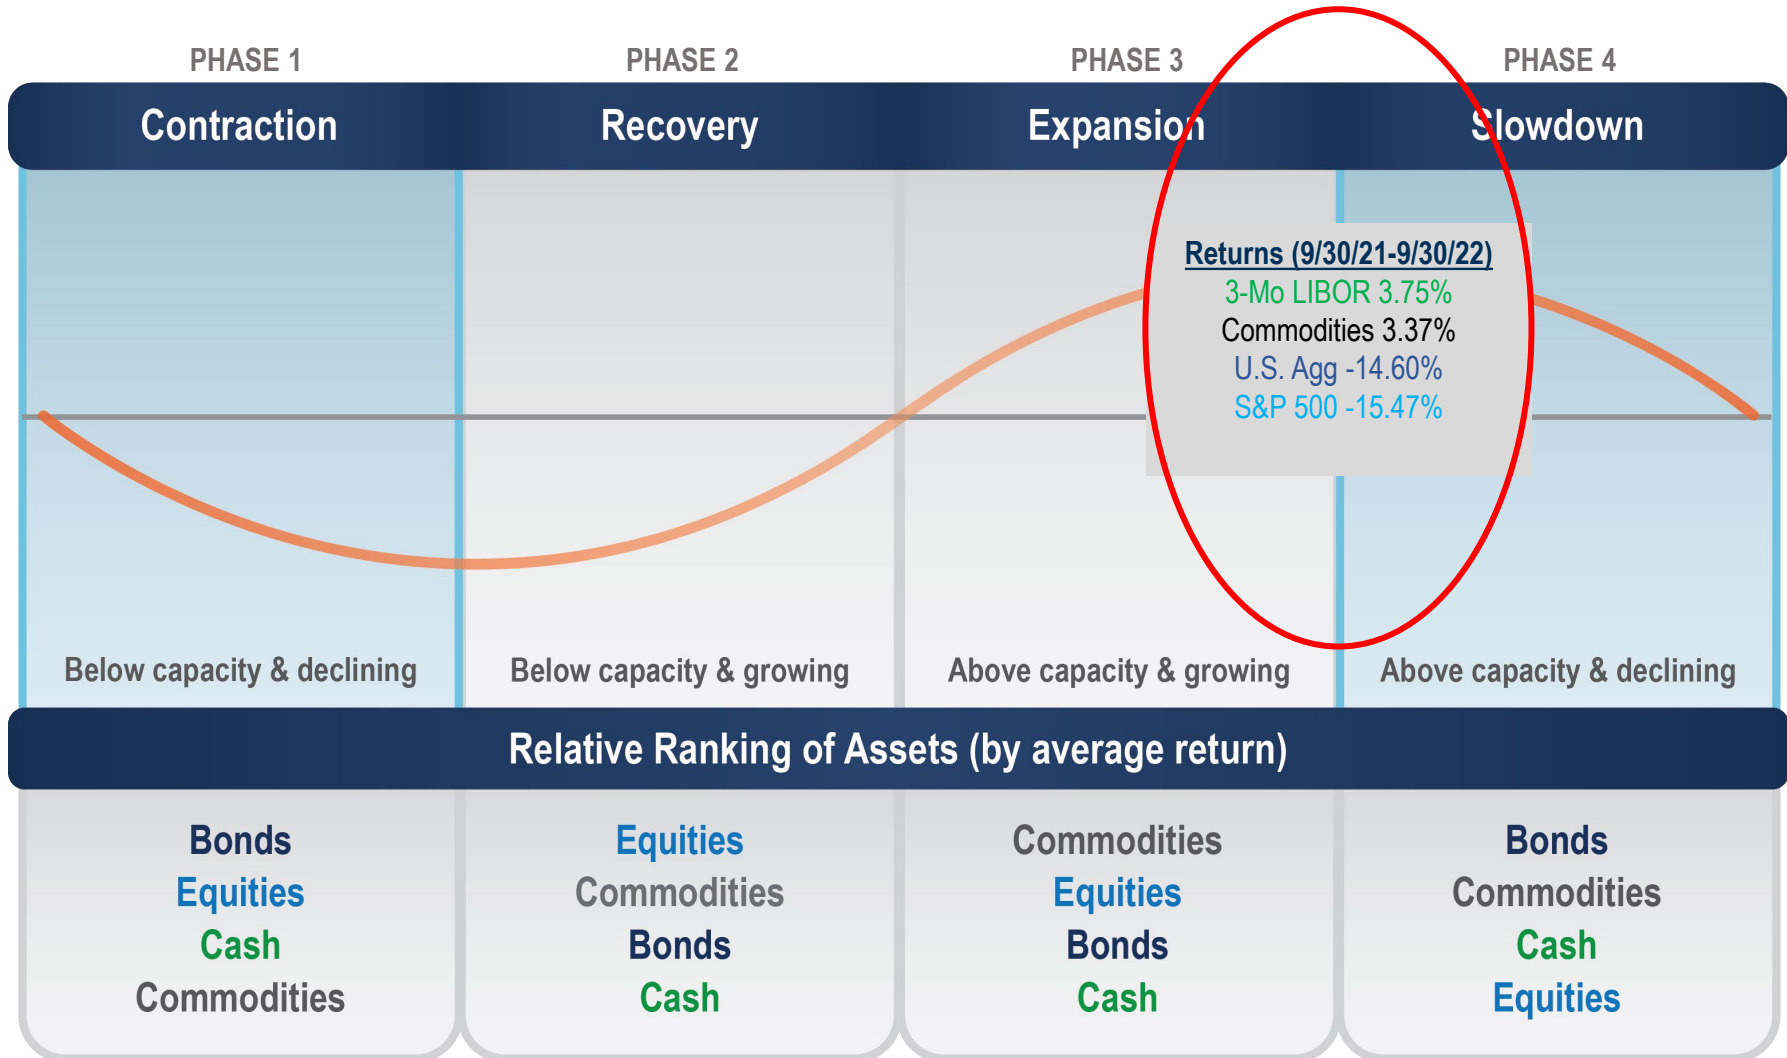 PHASE 1
PHASE 2
PHASE 3
PHASE 4
Contraction
Recovery
Expansion
Slowdown
Returns (9/30/21-9/30/22)
3-Mo LIBOR 3.75%
Commodities 3.37%
U.S. Agg -14.60%
S&P 500 -15.47%
Below capacity & declining
Below capacity & growing
Above capacity & growing
Above capacity & declining
Relative Ranking of Assets (by average return)
Bonds
Equities
Cash
Commodities
Equities
Commodities
Bonds
Cash
Commodities
Equities
Bonds
Cash
Bonds
Commodities
Cash
Equities